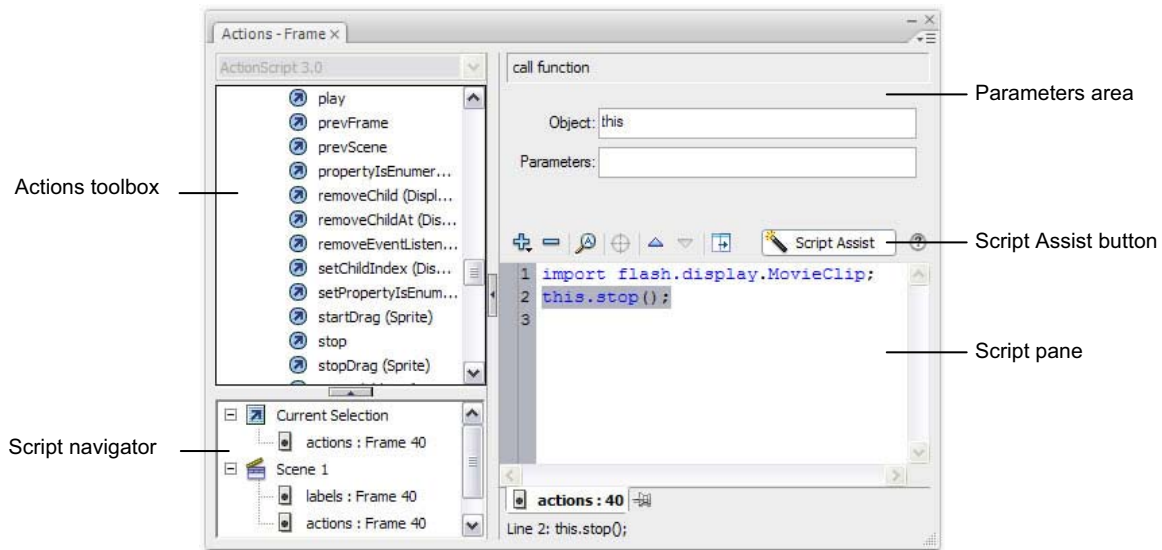 Actions - Frame ×
ActionScript 3.0
play
prevFrame
prevScene
propertyIsEnumer...
removeChild (Displ...
removeChildAt (Dis...
removeEventListen...
setChildIndex (Dis...
setPropertyIsEnum...
startDrag (Sprite)
stop
stopDrag (Sprite)
Current Selection
actions : Frame 40
Scene 1
labels : Frame 40
actions : Frame 40
call function
Object: this
Parameters:
Script Assist
1 import flash.display.MovieClip;
2 this.stop();
3
actions : 40
Line 2: this.stop();
Actions toolbox
Script navigator
Parameters area
Script Assist button
Script pane